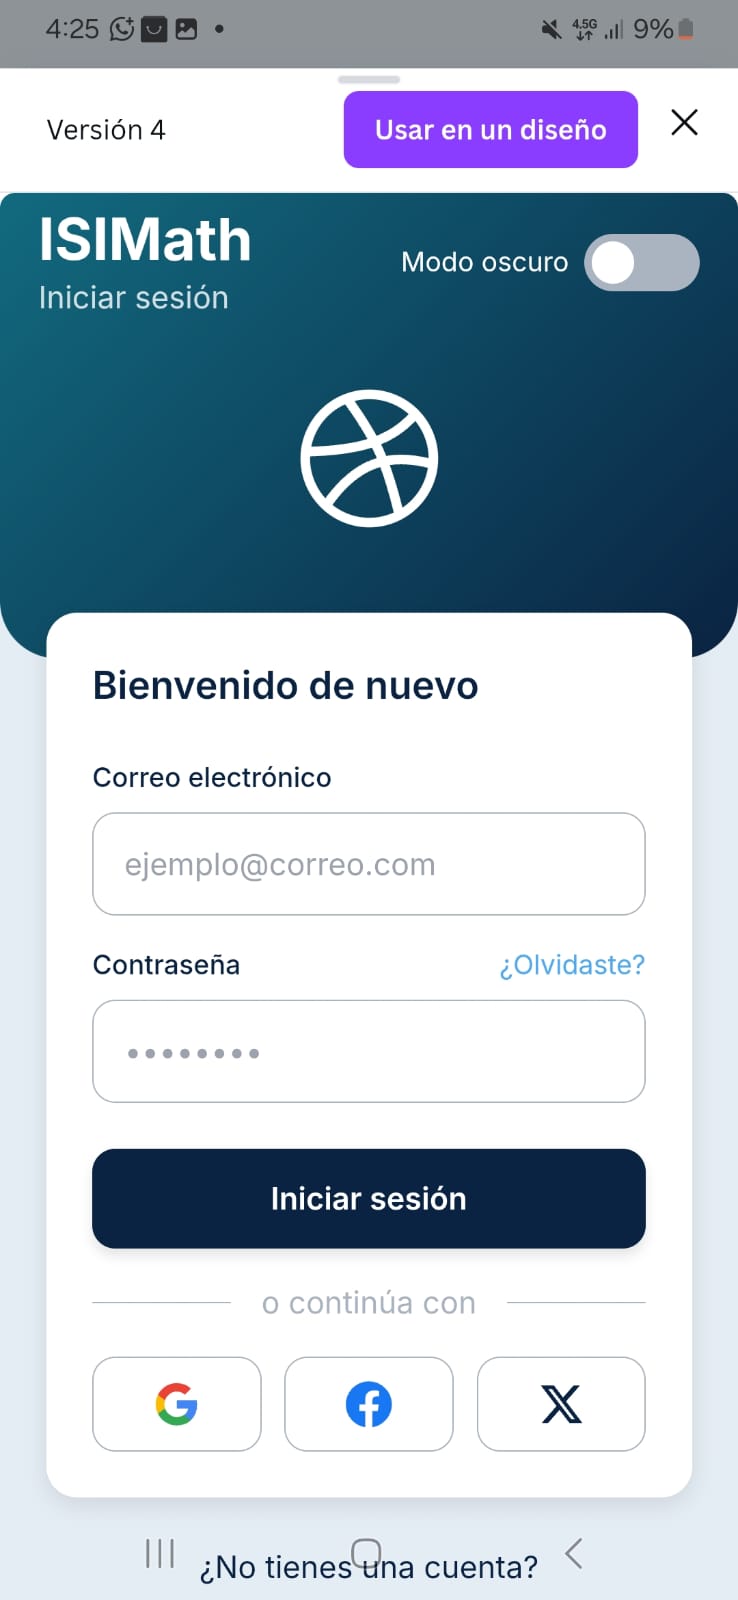 4:25
4.5G
9%
Versión 4
Usar en un diseño
ISIMath
Modo oscuro
Iniciar sesión
Bienvenido de nuevo
Correo electrónico
ejemplo@correo.com
Contraseña
¿Olvidaste?
Iniciar sesión
o continúa con
¿No tienes una cuenta?